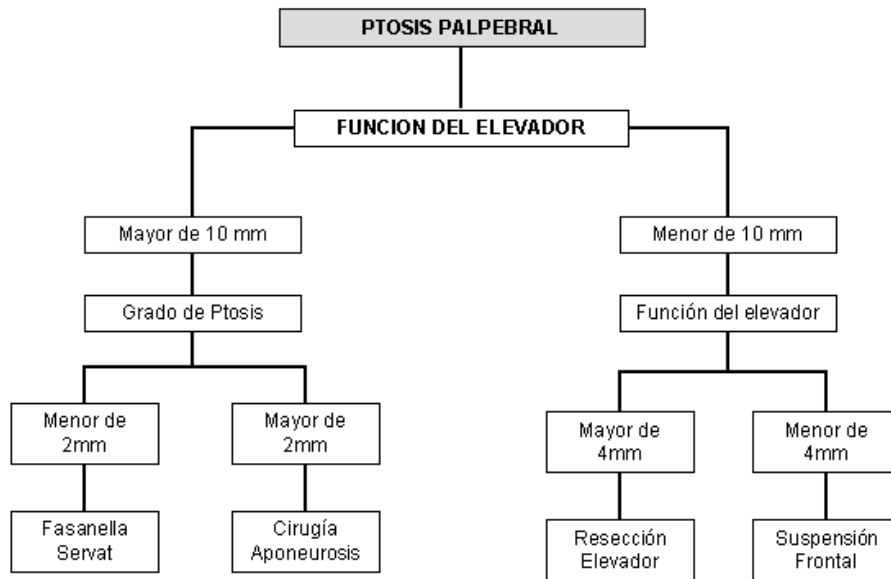 PTOSIS PALPEBRAL
FUNCION DEL ELEVADOR
Mayor de 10 mm
Menor de 10 mm
Grado de Ptosis
Función del elevador
Menor de
2mm
Mayor de
2mm
Mayor de
4mm
Menor de
4mm
Fasanella
Servat
Cirugía
Aponeurosis
Resección
Elevador
Suspensión
Frontal